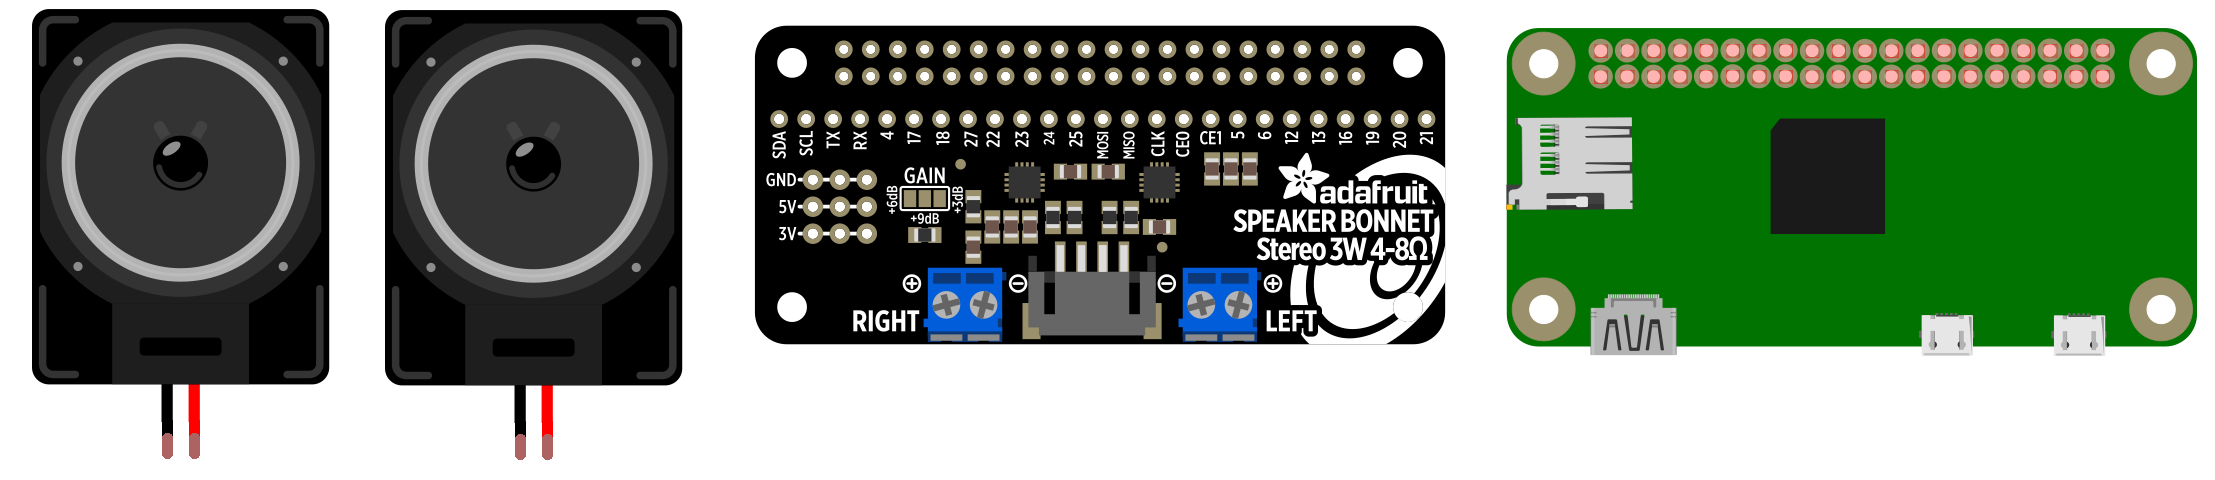 SDA SCL TX RX 4 17 18 27 22 23 24 25 MOSI MISO CLK CE0 CE1 5 6 12 13 16 19 20 21
GND
5V
3V
GAIN
+6dB
+3dB
+9dB
adafruit
SPEAKER BONNET
Stereo 3W 4-8Ω
RIGHT
LEFT